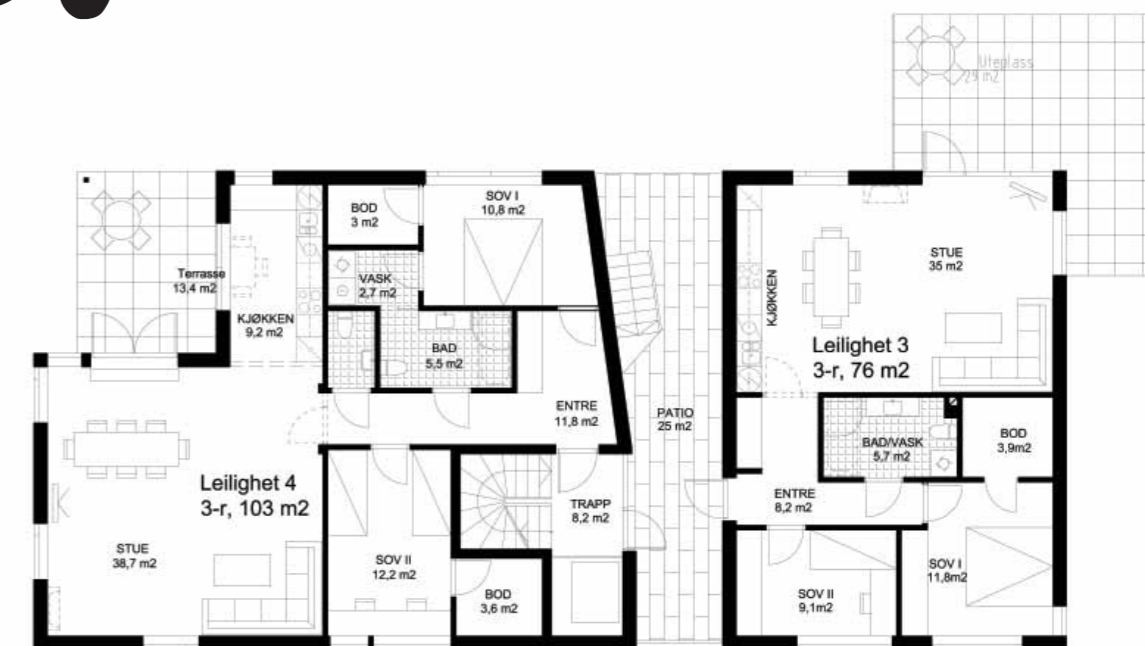 Uteplass
29 m2
BOD
3 m2
SOV I
10,8 m2
Terrasse
13,4 m2
VASK
2,7 m2
KJØKKEN
9,2 m2
BAD
5,5 m2
ENTRE
11,8 m2
Leilighet 4
3-r, 103 m2
STUE
38,7 m2
SOV II
12,2 m2
BOD
3,6 m2
TRAPP
8,2 m2
PATIO
25 m2
STUE
35 m2
KJØKKEN
Leilighet 3
3-r, 76 m2
BAD/VASK
5,7 m2
BOD
3,9m2
ENTRE
8,2 m2
SOV II
9,1m2
SOV I
11,8m2